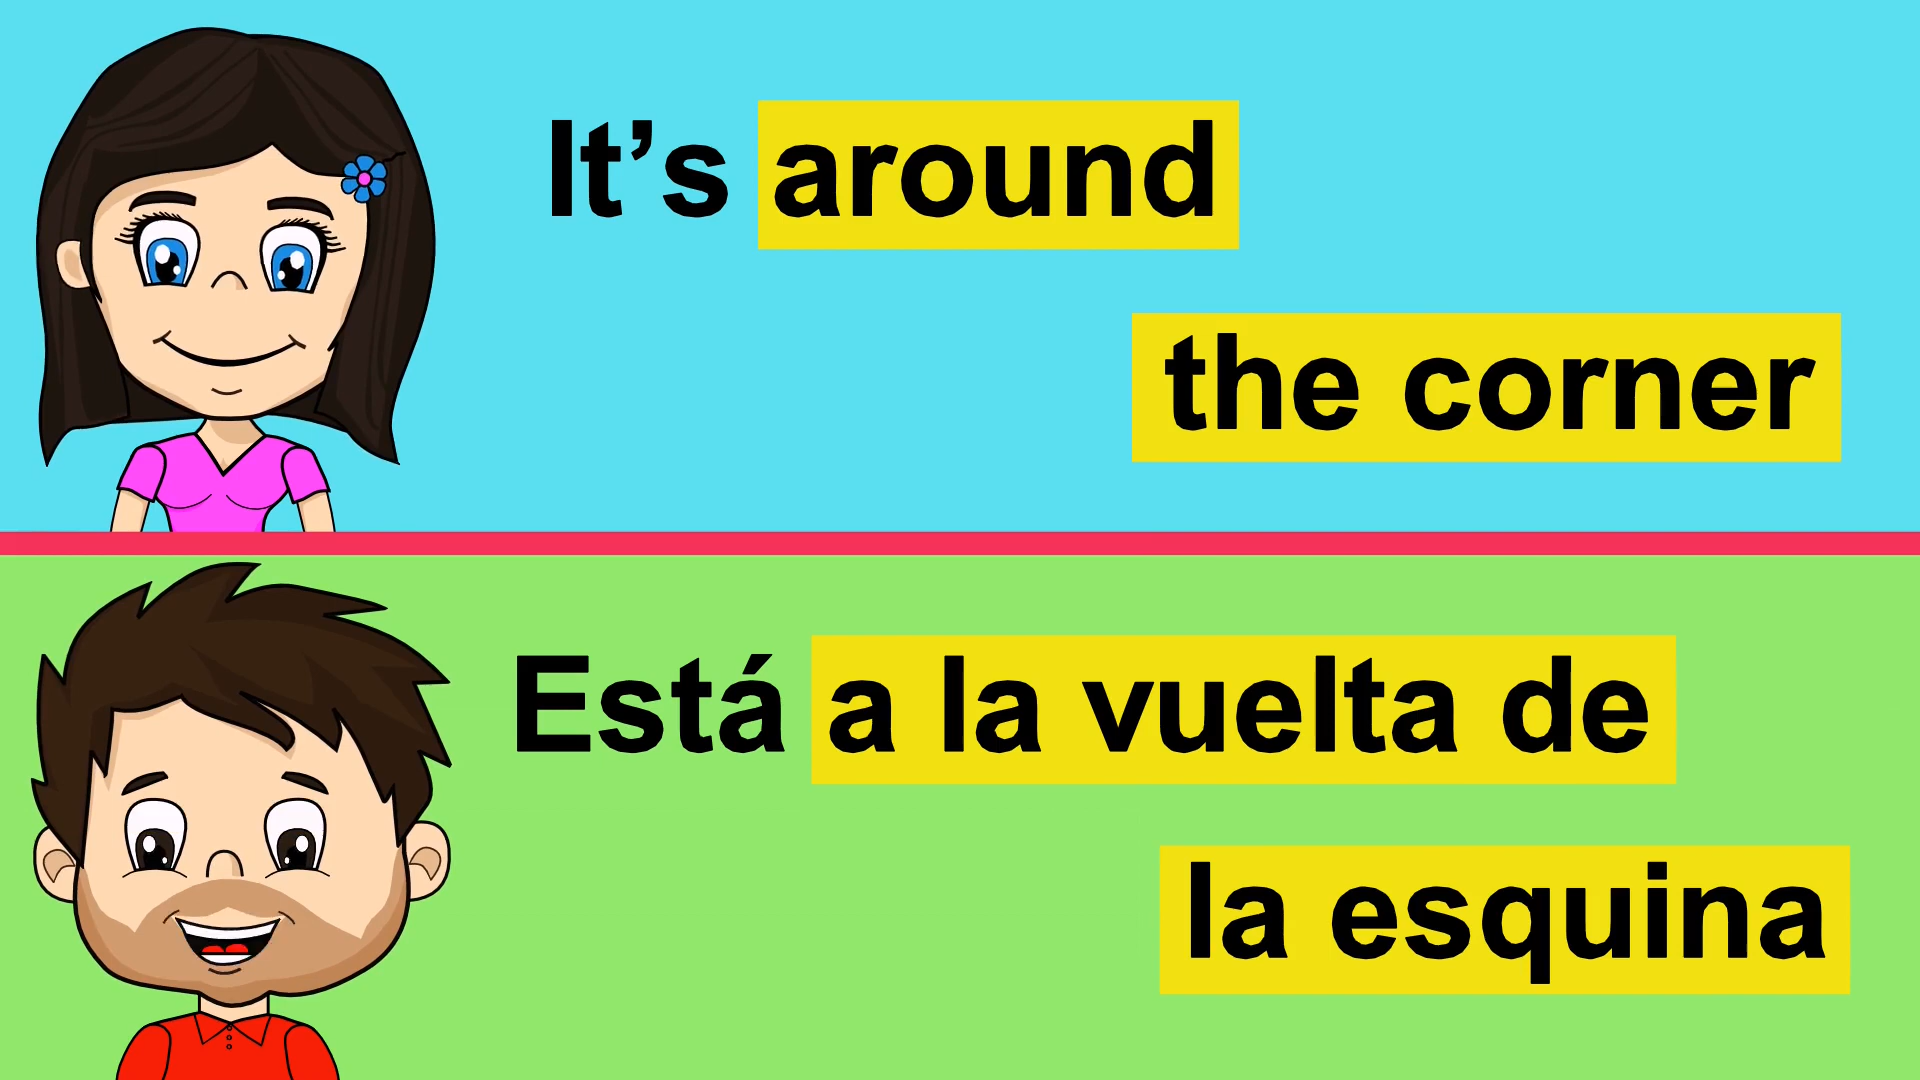 It’s around
the corner
Está a la vuelta de
la esquina